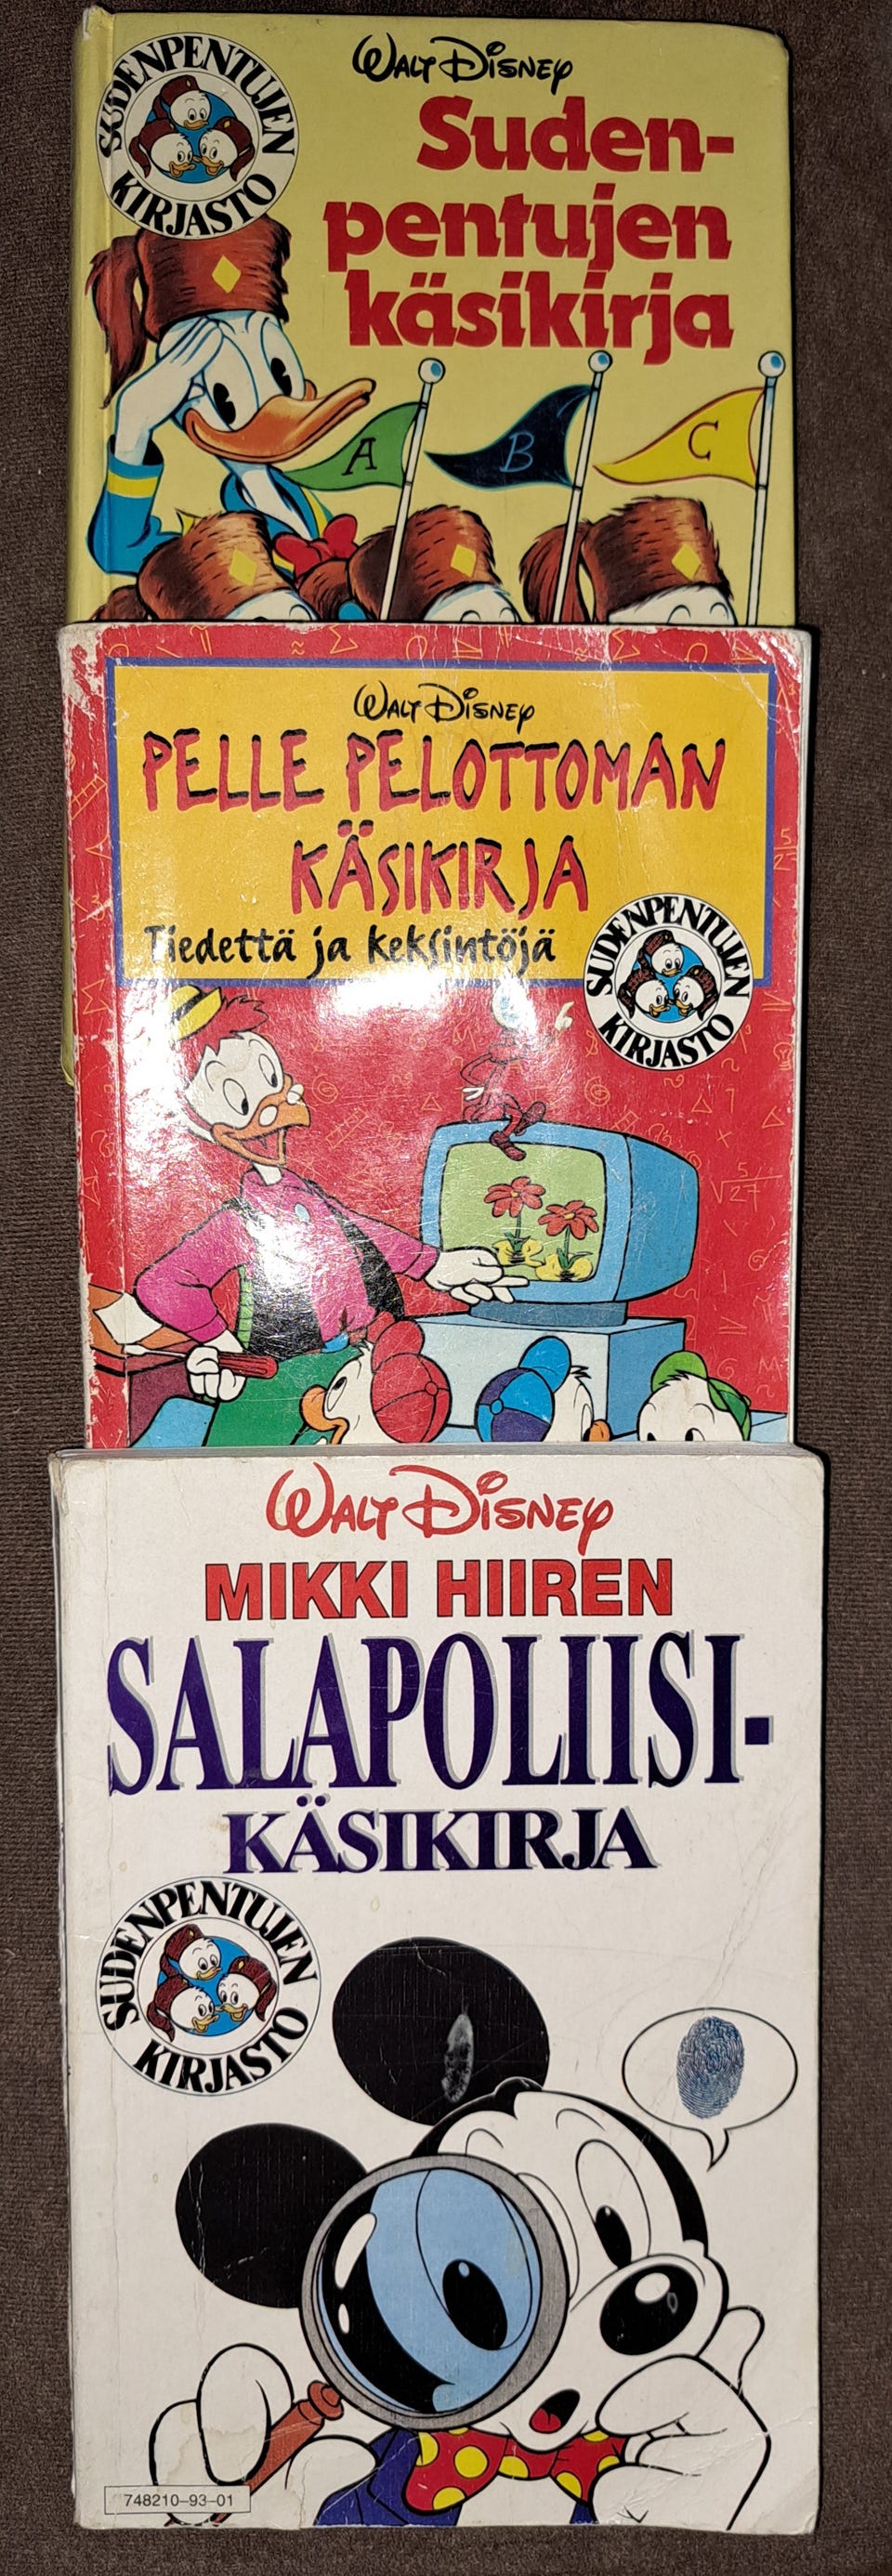 SUDENPENTUJEN
KIRJASTO
WALT DISNEY
Suden-
pentujen
käsikirja
A
B
C
WALT DISNEY
PELLE PELOTTOMAN
KÄSIKIRJA
Tiedettä ja keksintöjä
SUDENPENTUJEN
KIRJASTO
WALT DISNEY
MIKKI HIIREN
SALAPOLIISI-
KÄSIKIRJA
SUDENPENTUJEN
KIRJASTO
748210-93-01